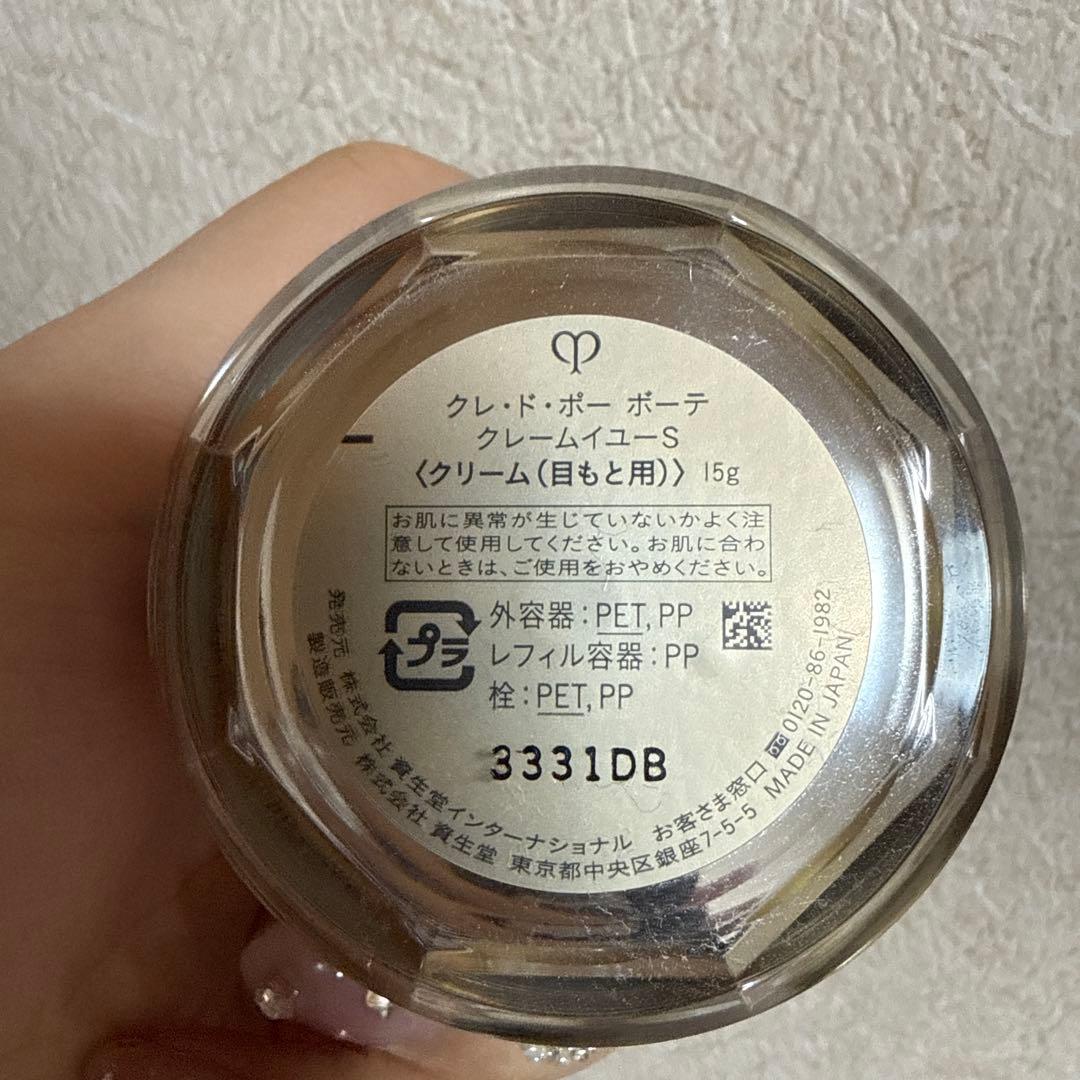 クレ・ド・ポー ボーテ
クレームイユーS
〈クリーム(目もと用)〉 15g
お肌に異常が生じていないかよく注
意して使用してください。お肌に合わ
ないときは、ご使用をおやめください。
プラ
外容器:PET, PP
レフィル容器:PP
栓:PET, PP
3331DB
発売元 株式会社 資生堂インターナショナル お客さま窓口 0120-86-1982
製造販売元 株式会社 資生堂 東京都中央区銀座7-5-5 MADE IN JAPAN